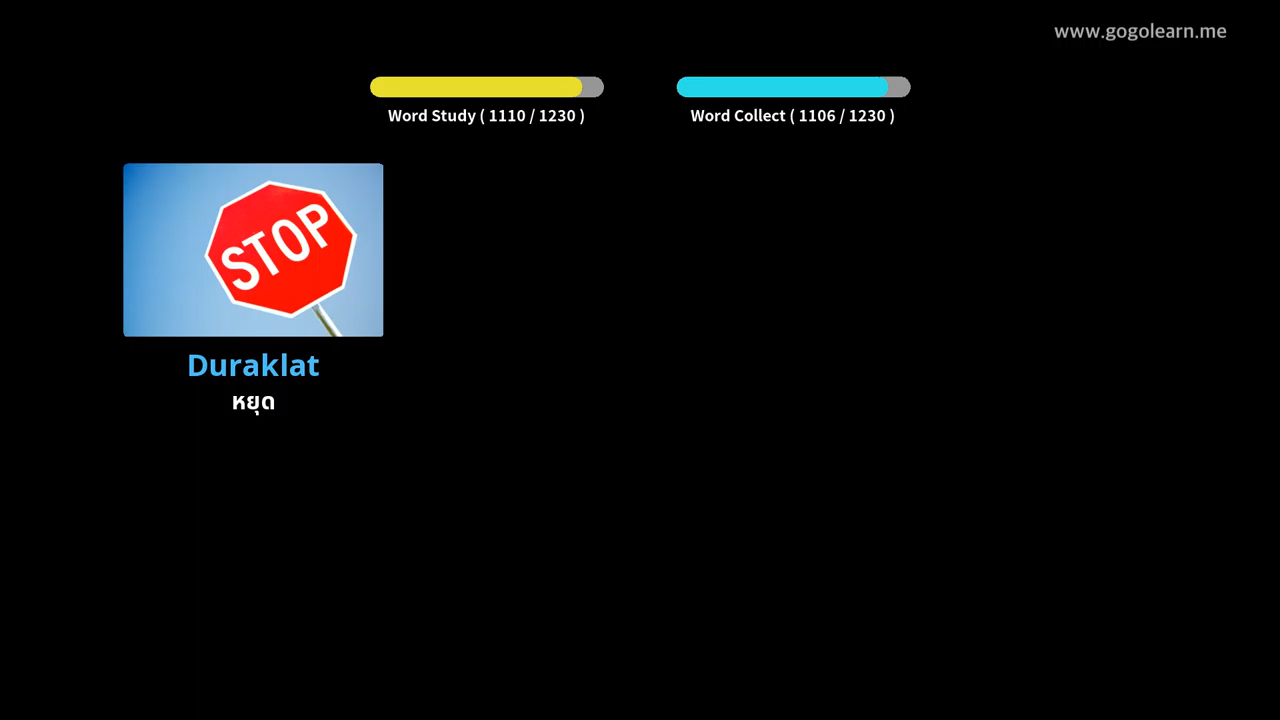 www.gogolearn.me
Word Study ( 1110 / 1230 )
Word Collect ( 1106 / 1230 )
STOP
Duraklat
หยุด